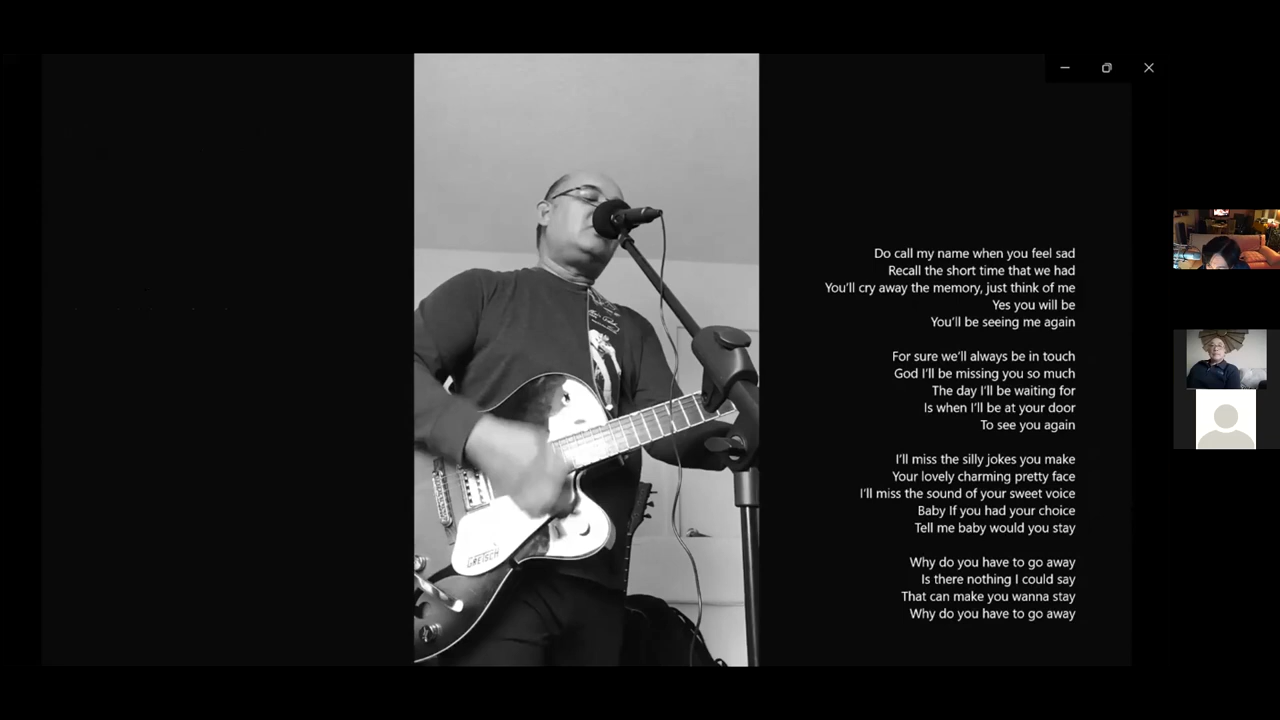 Do call my name when you feel sad
Recall the short time that we had
You'll cry away the memory, just think of me
Yes you will be
You'll be seeing me again
For sure we'll always be in touch
God I'll be missing you so much
The day I'll be waiting for
Is when I'll be at your door
To see you again
I'll miss the silly jokes you make
Your lovely charming pretty face
I'll miss the sound of your sweet voice
Baby If you had your choice
Tell me baby would you stay
Why do you have to go away
Is there nothing I could say
That can make you wanna stay
Why do you have to go away
GRETSCH